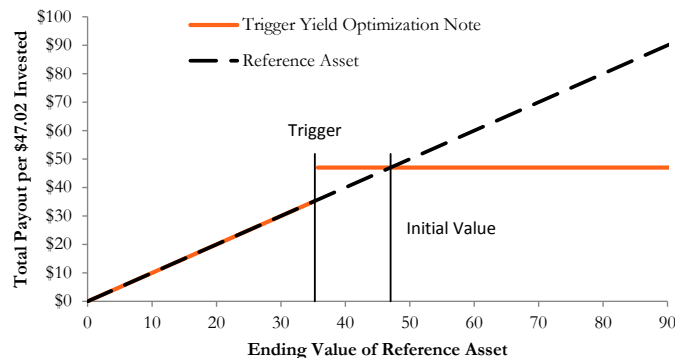 $100
$90
$80
$70
$60
$50
$40
$30
$20
$10
$0
Total Payout per $47.02 Invested
Trigger Yield Optimization Note
Reference Asset
Trigger
Initial Value
0 10 20 30 40 50 60 70 80 90
Ending Value of Reference Asset